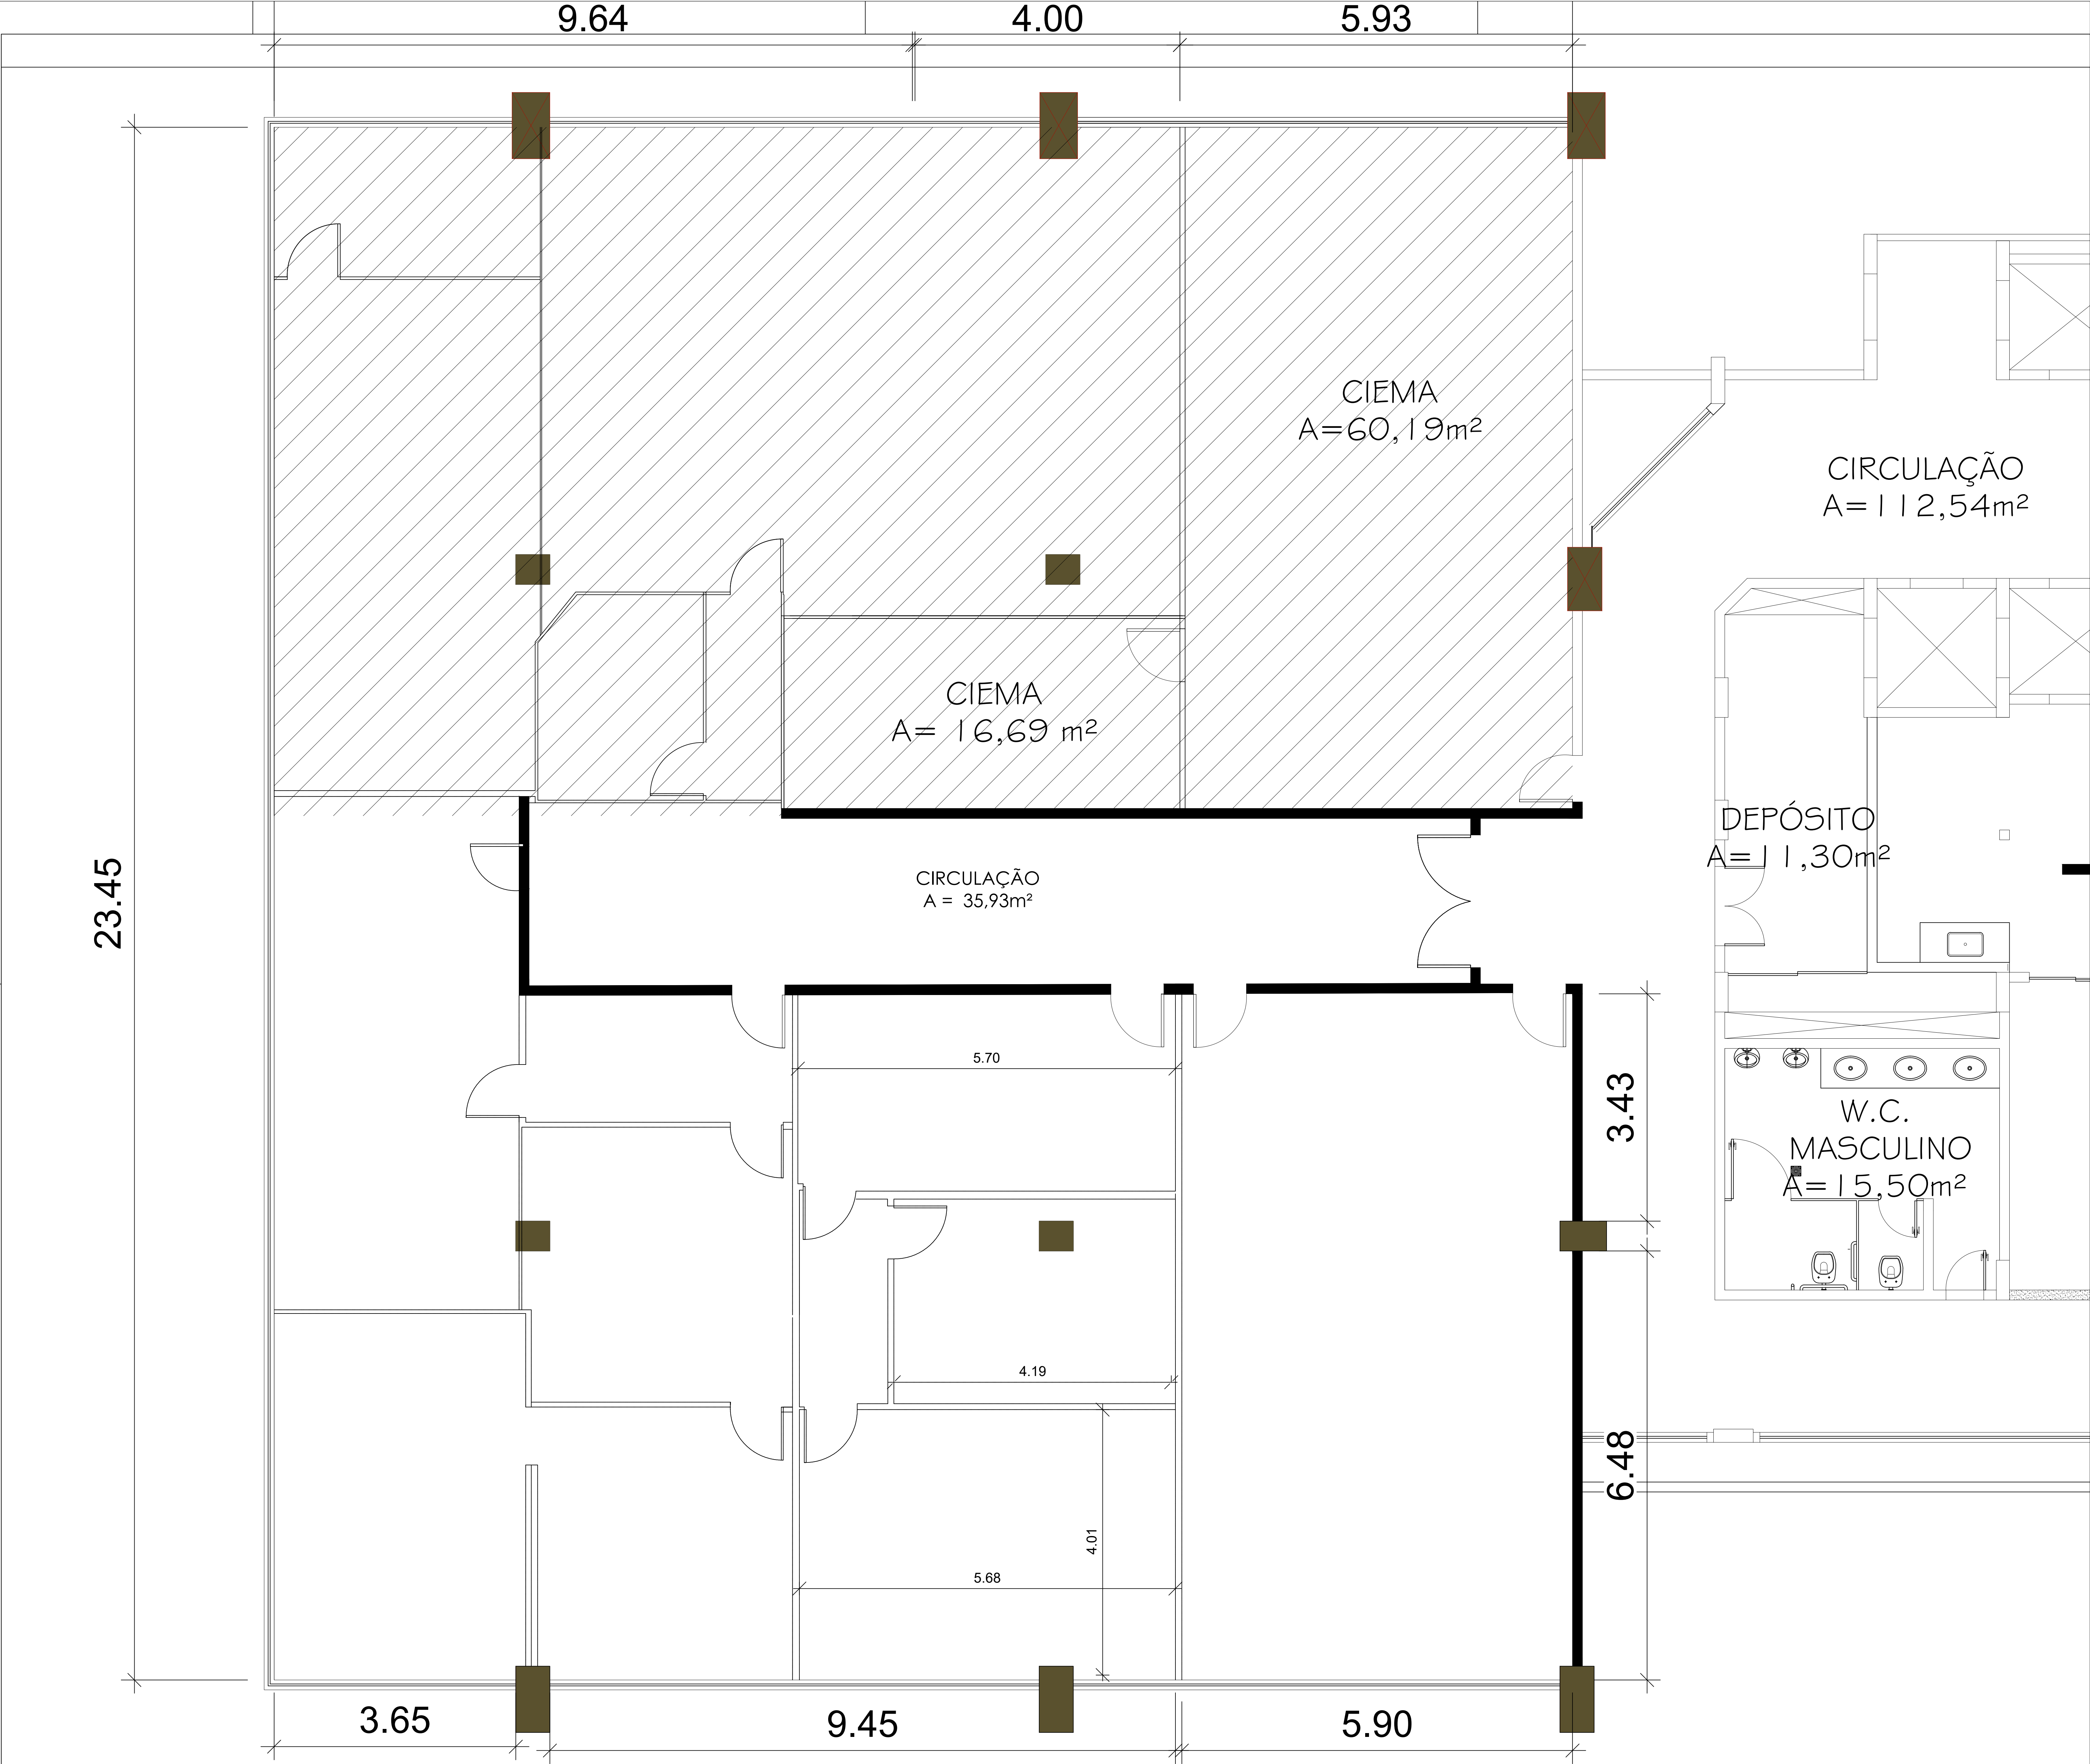 9.64
4.00
5.93
CIEMA
A=60,19m²
CIRCULAÇÃO
A=112,54m²
CIEMA
A= 16,69 m²
DEPÓSITO
A=11,30m²
23.45
CIRCULAÇÃO
A = 35,93m²
5.70
3.43
W.C.
MASCULINO
A=15,50m²
4.19
6.48
4.01
5.68
3.65
9.45
5.90